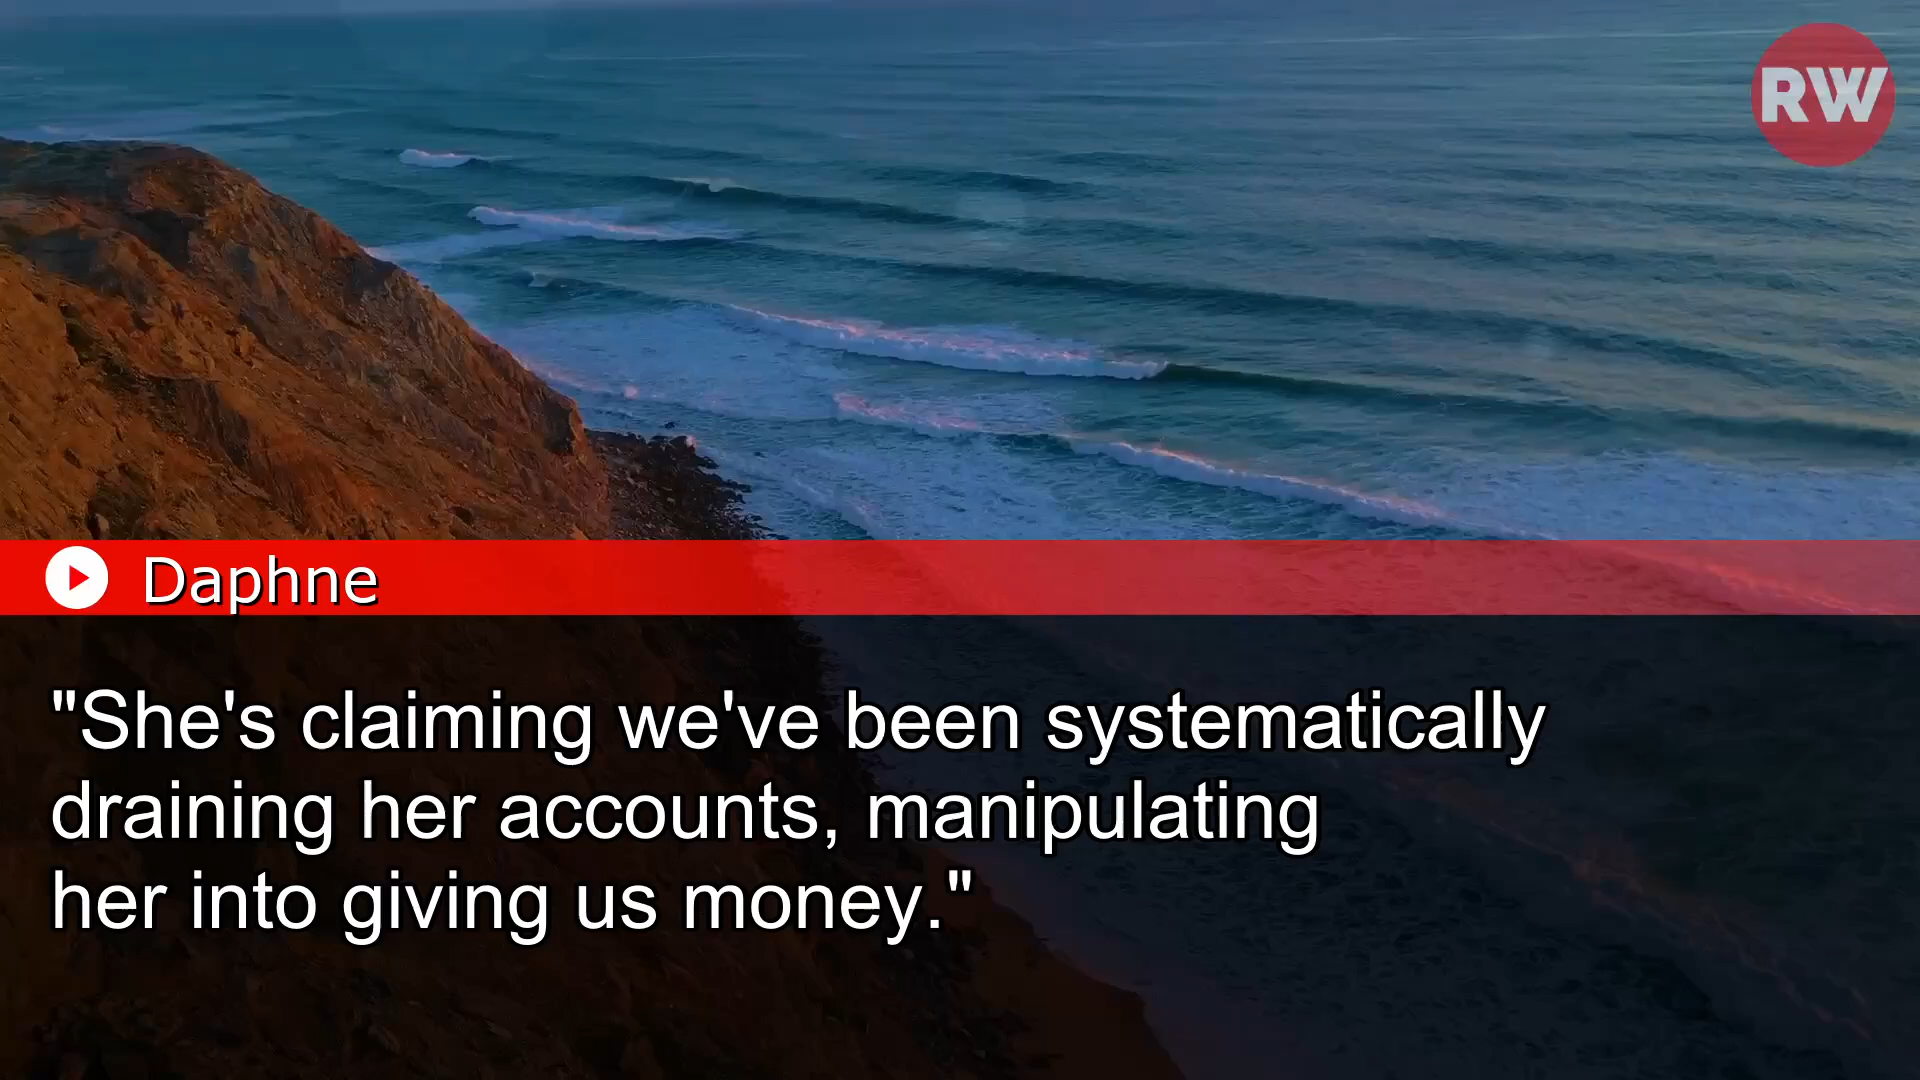 RW
Daphne
"She's claiming we've been systematically
draining her accounts, manipulating
her into giving us money."